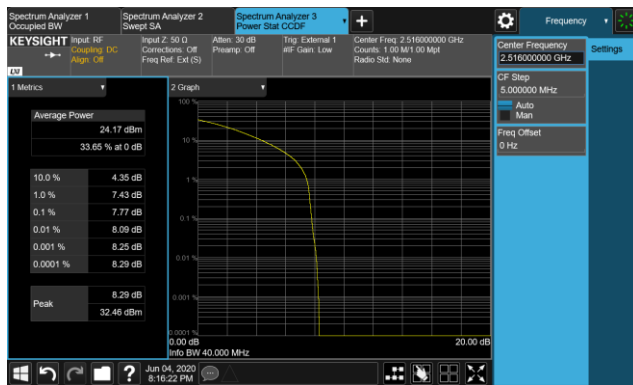 Spectrum Analyzer 1
Occupied BW
Spectrum Analyzer 2
Swept SA
Spectrum Analyzer 3
Power Stat CCDF
Frequency
KEYSIGHT
Input: RF
Coupling: DC
Align: Off
Input Z: 50 Ω
Corrections: Off
Freq Ref: Ext (S)
Atten: 30 dB
Preamp: Off
Trig: External 1
#IF Gain: Low
Center Freq: 2.516000000 GHz
Counts: 1.00 M/1.00 Mpt
Radio Std: None
LXI
Center Frequency
2.516000000 GHz
Settings
CF Step
5.000000 MHz
Auto
Man
Freq Offset
0 Hz
1 Metrics
Average Power
24.17 dBm
33.65 % at 0 dB
10.0 % 4.35 dB
1.0 % 7.43 dB
0.1 % 7.77 dB
0.01 % 8.09 dB
0.001 % 8.25 dB
0.0001 % 8.29 dB
Peak
8.29 dB
32.46 dBm
2 Graph
100 %
10 %
1 %
0.1 %
0.01 %
0.001 %
0.0001 %
0.00 dB
20.00 dB
Info BW 40.000 MHz
?
Jun 04, 2020
8:16:22 PM